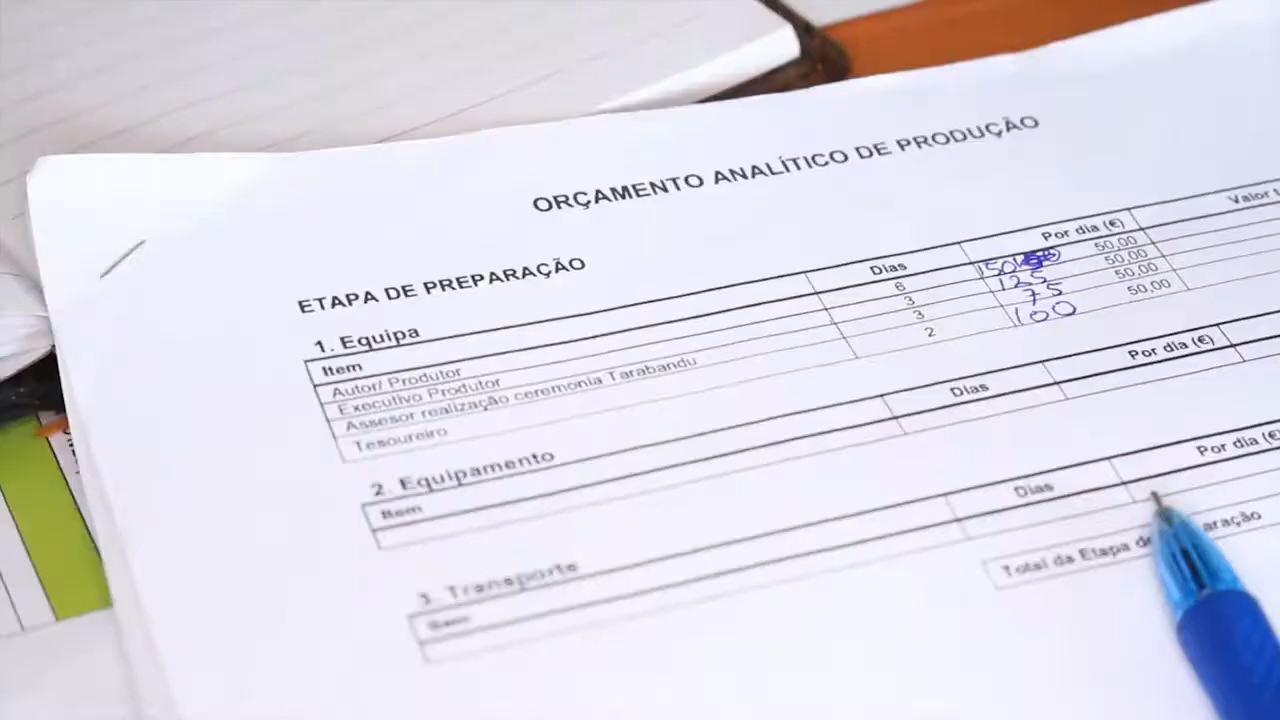 ORÇAMENTO ANALÍTICO DE PRODUÇÃO
ETAPA DE PREPARAÇÃO
1. Equipa
Item Dias Por dia (€) Valor
Autor/ Produtor 6 150 50,00
Executivo Produtor 3 125 50,00
Assesor realização ceremonia Tarabandu 3 75 50,00
Tesoureiro 2 100 50,00
2. Equipamento
Item Dias Por dia (€)
3. Transporte
Item Dias Por dia (€)
Total da Etapa de